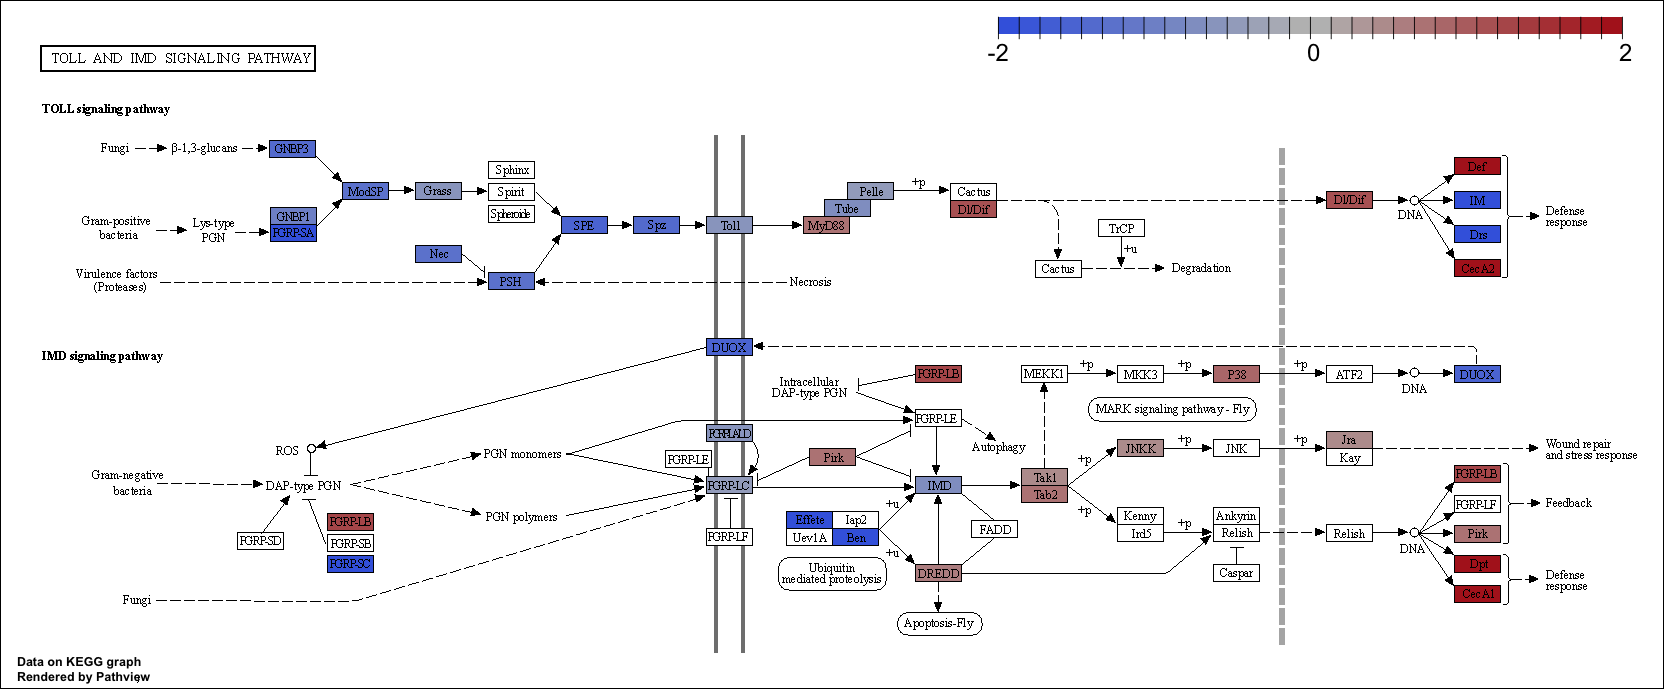 -2
0
2
TOLL AND IMD SIGNALING PATHWAY
TOLL signaling pathway
Fungi
β-1,3-glucans
GNBP3
Gram-positive
bacteria
Lys-type
PGN
GNBP1
PGRP-SA
ModSP
Grass
Sphinx
Spirit
Spheroide
Nec
SPE
Spz
Toll
PSH
Virulence factors
(Proteases)
Necrosis
MyD88
Tube
Pelle
+p
Cactus
Dl/Dif
TrCP
+u
Cactus
Degradation
Dl/Dif
DNA
Def
IM
Drs
CecA2
Defense
response
IMD signaling pathway
DUOX
ROS
Gram-negative
bacteria
DAP-type PGN
PGRP-SD
PGRP-LB
PGRP-SB
PGRP-SC
Fungi
PGN monomers
PGN polymers
PGRP-LE
PGRP-LC
PGRP-LF
Pirk
Intracellular
DAP-type PGN
PGRP-LB
PGRP-LE
Autophagy
IMD
+u
Effete
Iap2
Uev1A
Ben
+u
Ubiquitin
mediated proteolysis
FADD
DREDD
Apoptosis-Fly
MEKK1
+p
MKK3
+p
P38
+p
ATF2
DNA
DUOX
MARK signaling pathway - Fly
Tak1
Tab2
+p
JNKK
+p
JNK
+p
Jra
Kay
Wound repair
and stress response
+p
Kenny
Ird5
+p
Ankyrin
Relish
Caspar
Relish
DNA
PGRP-LB
PGRP-LF
Pirk
Feedback
Dpt
CecA1
Defense
response
Data on KEGG graph
Rendered by Pathview